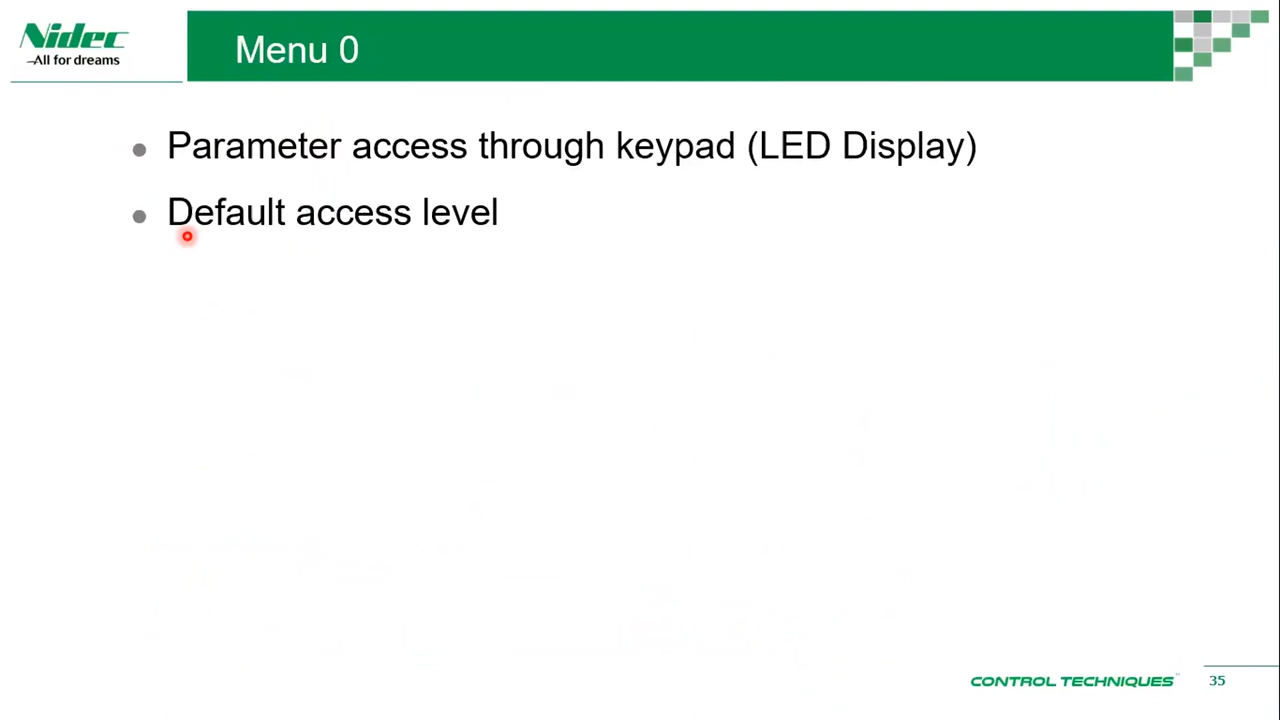 Nidec
All for dreams
Menu 0
Parameter access through keypad (LED Display)
Default access level
CONTROL TECHNIQUES
35